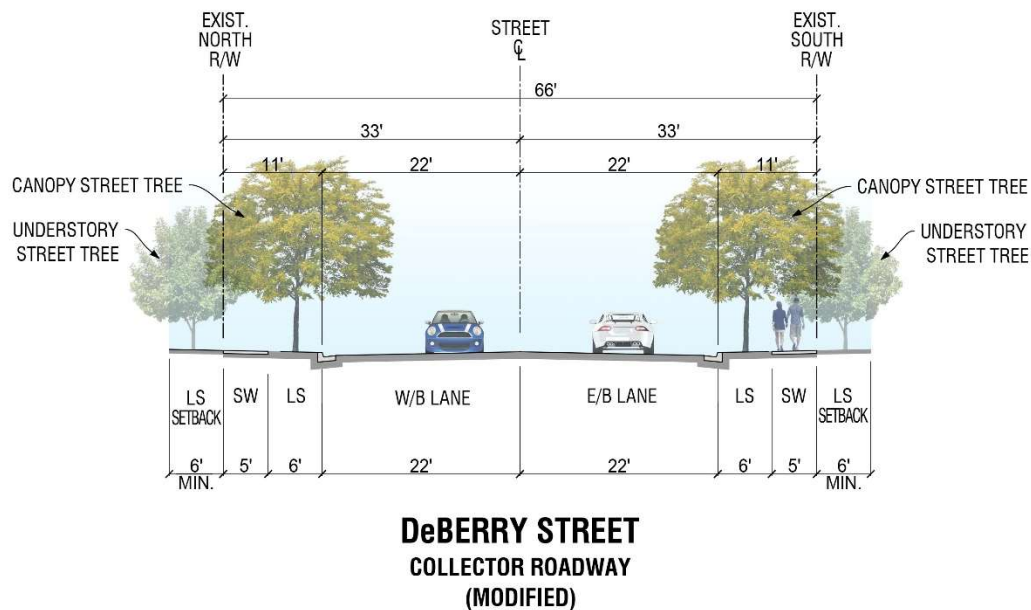 EXIST.
NORTH
R/W
STREET
℄
EXIST.
SOUTH
R/W
66'
33'
33'
11'
22'
22'
11'
CANOPY STREET TREE
CANOPY STREET TREE
UNDERSTORY
STREET TREE
UNDERSTORY
STREET TREE
LS
SETBACK
SW
LS
W/B LANE
E/B LANE
LS
SW
LS
SETBACK
6'
MIN.
5'
6'
22'
22'
6'
5'
6'
MIN.
DeBERRY STREET
COLLECTOR ROADWAY
(MODIFIED)